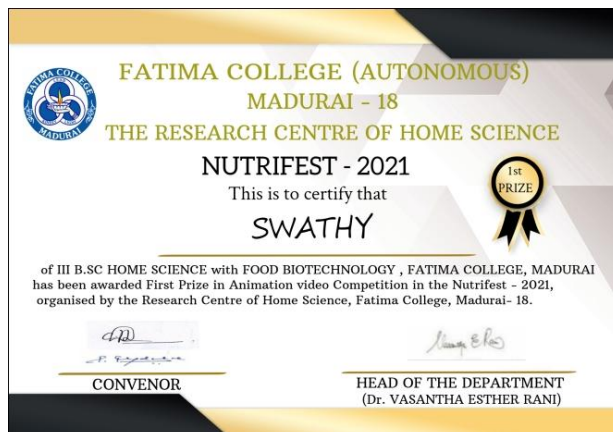 FATIMA COLLEGE (AUTONOMOUS)
MADURAI - 18
THE RESEARCH CENTRE OF HOME SCIENCE
FATIMA COLLEGE
MADURAI
NUTRIFEST - 2021
1st
PRIZE
This is to certify that
SWATHY
of III B.SC HOME SCIENCE with FOOD BIOTECHNOLOGY , FATIMA COLLEGE, MADURAI
has been awarded First Prize in Animation video Competition in the Nutrifest - 2021,
organised by the Research Centre of Home Science, Fatima College, Madurai- 18.
CONVENOR
HEAD OF THE DEPARTMENT
(Dr. VASANTHA ESTHER RANI)